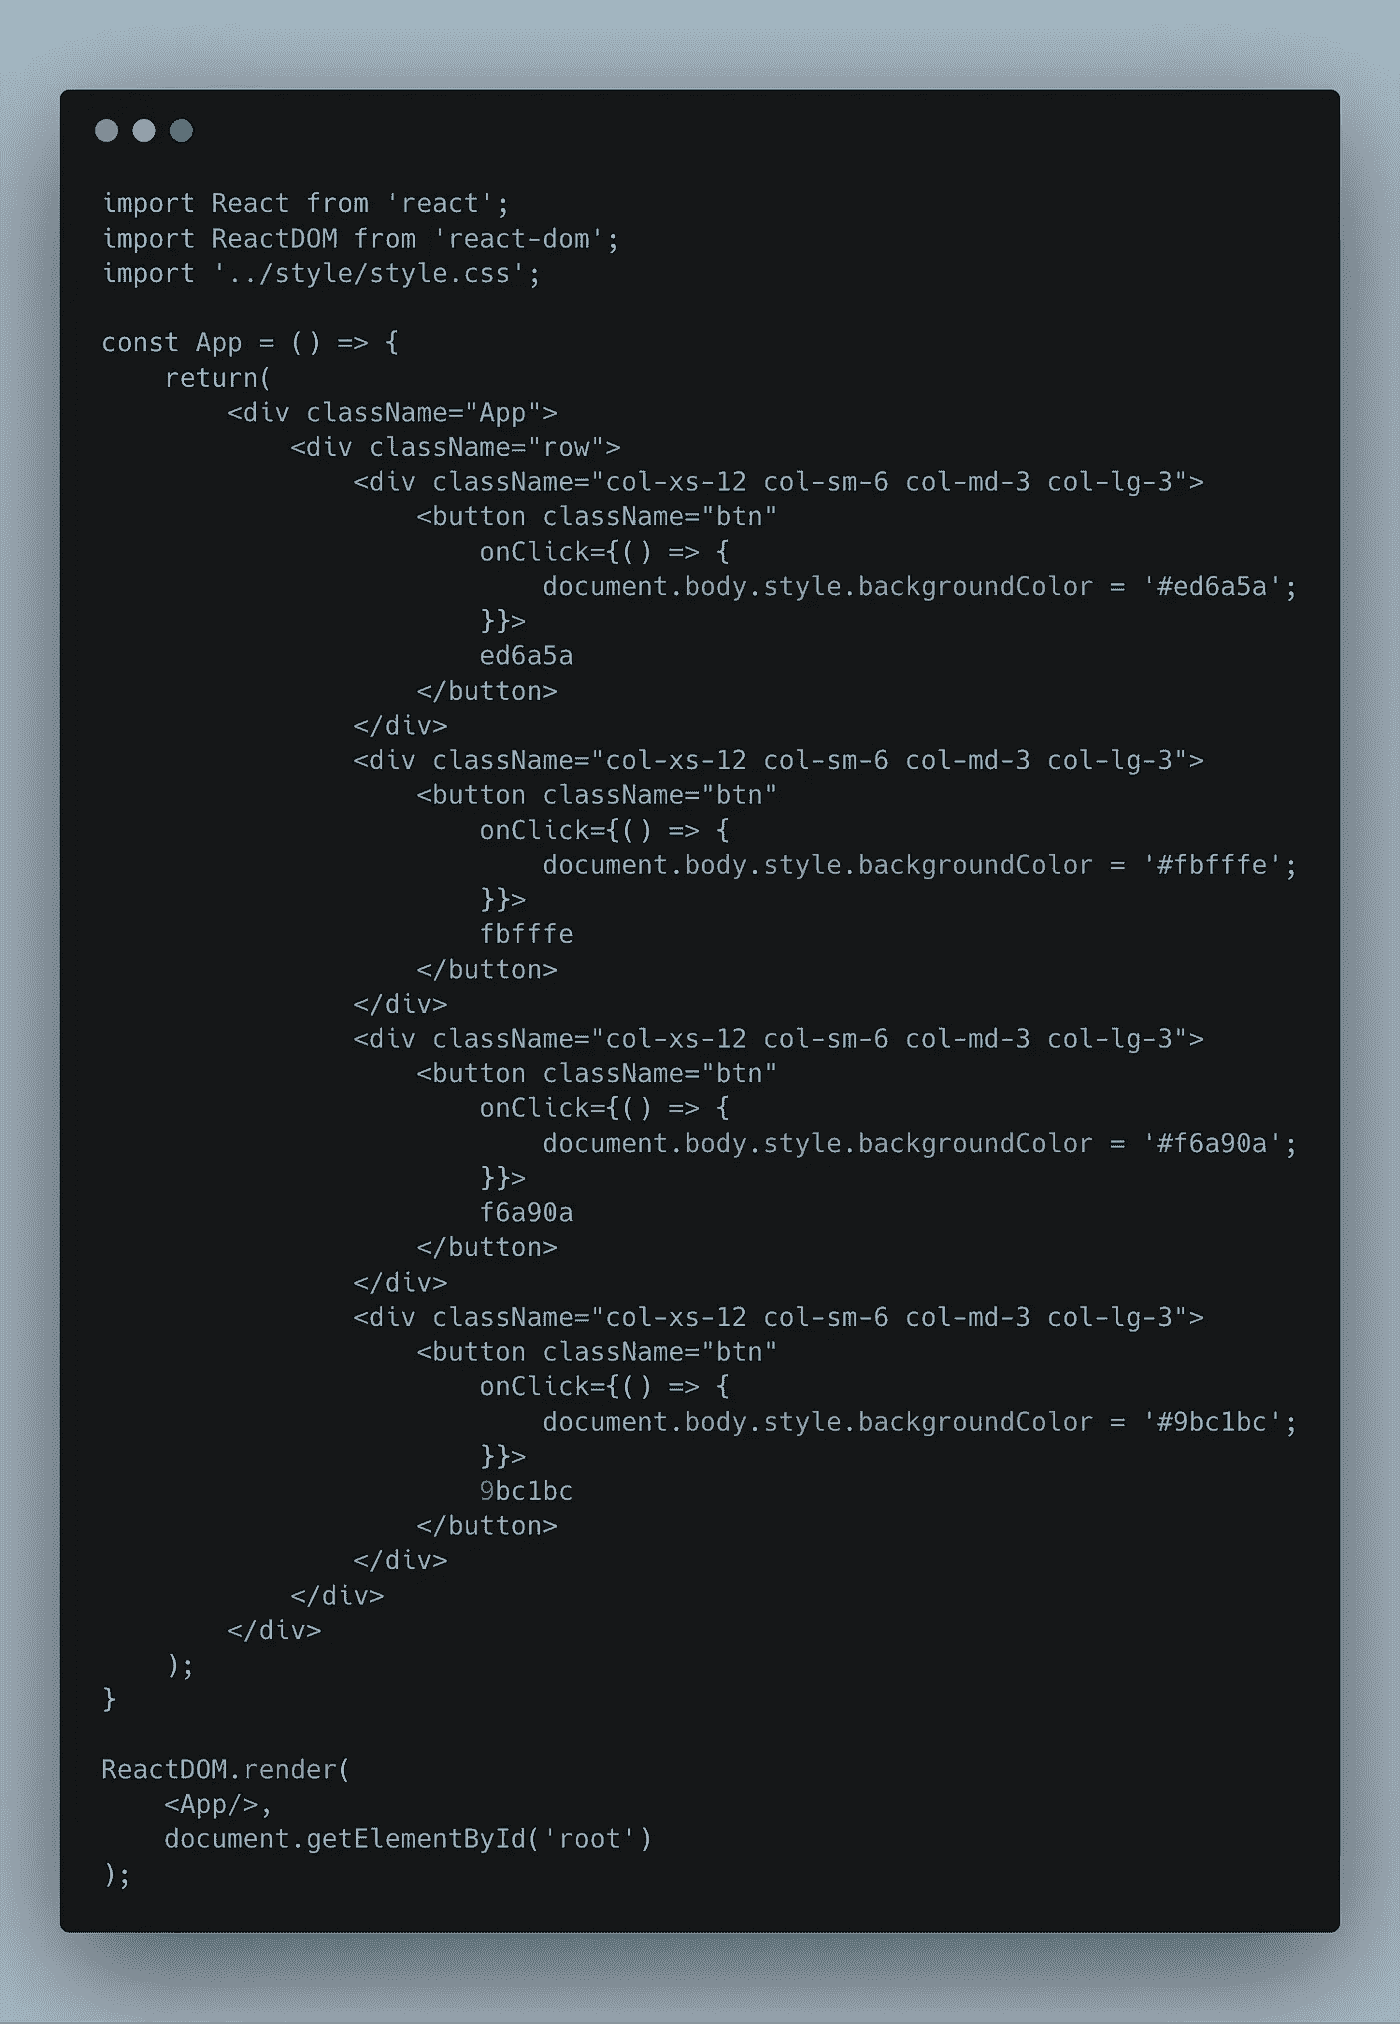 import React from 'react';
import ReactDOM from 'react-dom';
import '../style/style.css';

const App = () => {
    return(
        <div className="App">
            <div className="row">
                <div className="col-xs-12 col-sm-6 col-md-3 col-lg-3">
                    <button className="btn"
                        onClick={() => {
                            document.body.style.backgroundColor = '#ed6a5a';
                        }}>
                        ed6a5a
                    </button>
                </div>
                <div className="col-xs-12 col-sm-6 col-md-3 col-lg-3">
                    <button className="btn"
                        onClick={() => {
                            document.body.style.backgroundColor = '#fbfffe';
                        }}>
                        fbfffe
                    </button>
                </div>
                <div className="col-xs-12 col-sm-6 col-md-3 col-lg-3">
                    <button className="btn"
                        onClick={() => {
                            document.body.style.backgroundColor = '#f6a90a';
                        }}>
                        f6a90a
                    </button>
                </div>
                <div className="col-xs-12 col-sm-6 col-md-3 col-lg-3">
                    <button className="btn"
                        onClick={() => {
                            document.body.style.backgroundColor = '#9bc1bc';
                        }}>
                        9bc1bc
                    </button>
                </div>
            </div>
        </div>
    );
}

ReactDOM.render(
    <App/>,
    document.getElementById('root')
);